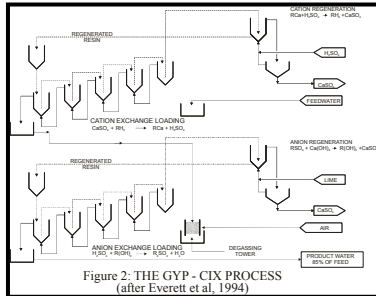 CATION REGENERATION
RCa+H₂SO₄ → RH₂ +CaSO₄
REGENERATED
RESIN
H₂SO₄
CaSO₄
FEEDWATER
CATION EXCHANGE LOADING
CaSO₄ + RH₂ → RCa + H₂SO₄
ANION REGENERATION
RSO₄ + Ca(OH)₂ → R(OH)₂ +CaSO₄
REGENERATED
RESIN
LIME
CaSO₄
AIR
ANION EXCHANGE LOADING
H₂SO₄ + R(OH)₂ → R₂SO₄ + H₂O
DEGASSING
TOWER
PRODUCT WATER
85% OF FEED
Figure 2: THE GYP - CIX PROCESS
(after Everett et al, 1994)